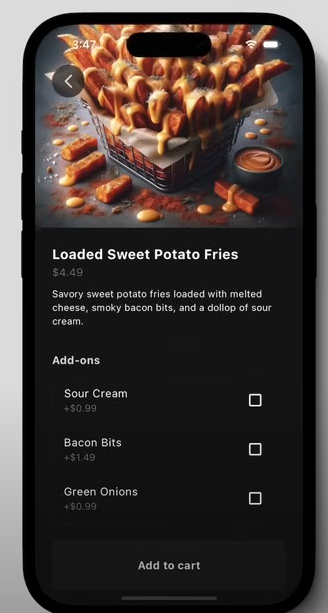 3:47
Loaded Sweet Potato Fries
$4.49
Savory sweet potato fries loaded with melted
cheese, smoky bacon bits, and a dollop of sour
cream.
Add-ons
Sour Cream
+$0.99
Bacon Bits
+$1.49
Green Onions
+$0.99
Add to cart